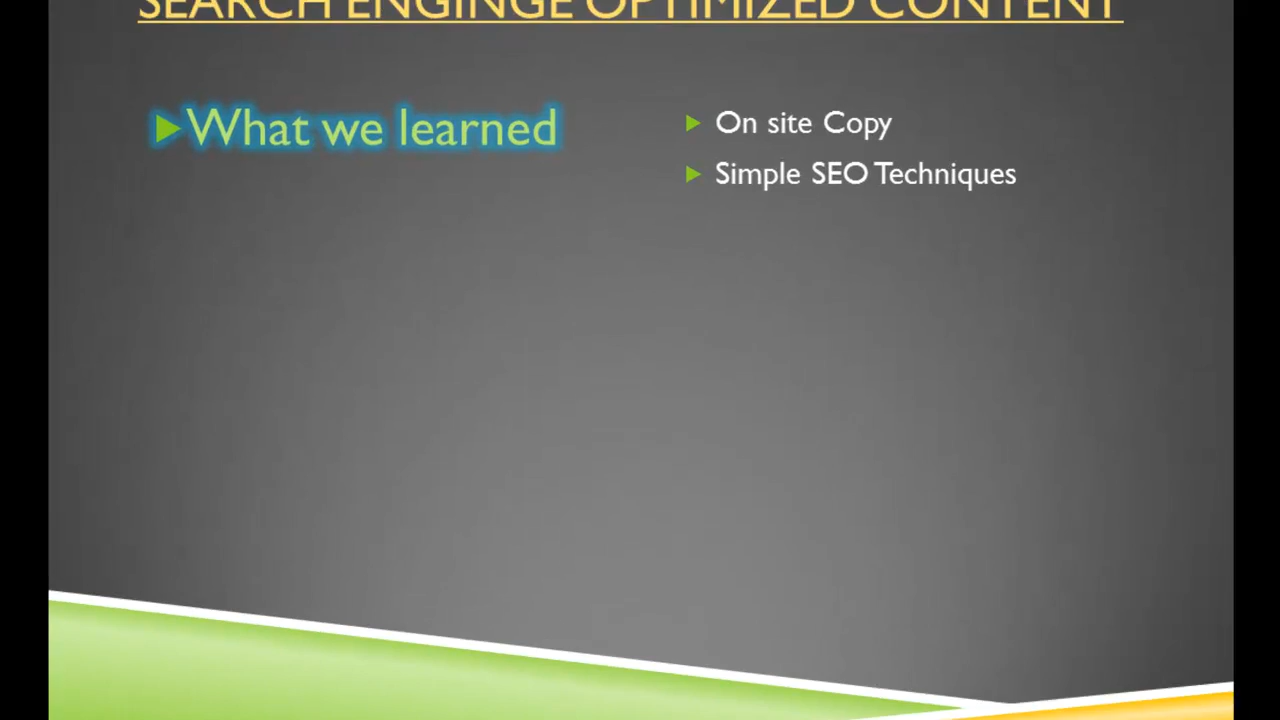 SEARCH ENGINGE OPTIMIZED CONTENT
What we learned
On site Copy
Simple SEO Techniques